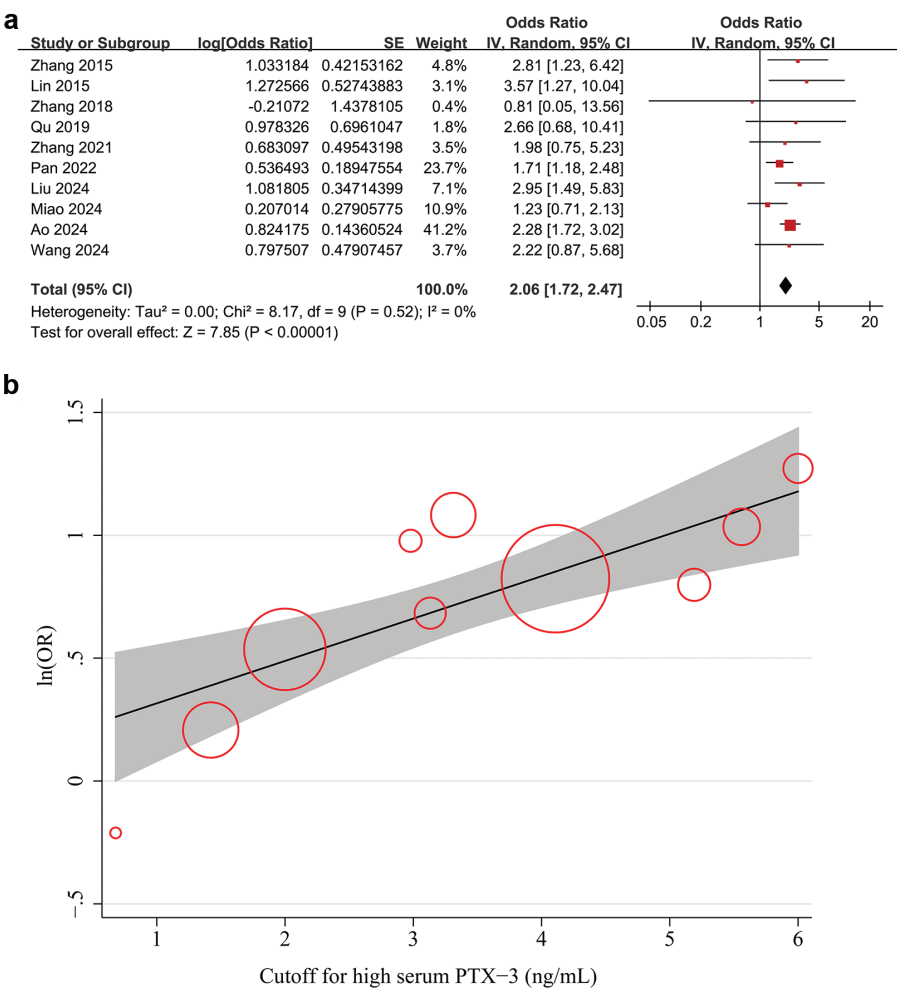 a
Odds Ratio Odds Ratio
Study or Subgroup log[Odds Ratio] SE Weight IV, Random, 95% CI IV, Random, 95% CI
Zhang 2015 1.033184 0.42153162 4.8% 2.81 [1.23, 6.42]
Lin 2015 1.272566 0.52743883 3.1% 3.57 [1.27, 10.04]
Zhang 2018 -0.21072 1.4378105 0.4% 0.81 [0.05, 13.56]
Qu 2019 0.978326 0.6961047 1.8% 2.66 [0.68, 10.41]
Zhang 2021 0.683097 0.49543198 3.5% 1.98 [0.75, 5.23]
Pan 2022 0.536493 0.18947554 23.7% 1.71 [1.18, 2.48]
Liu 2024 1.081805 0.34714399 7.1% 2.95 [1.49, 5.83]
Miao 2024 0.207014 0.27905775 10.9% 1.23 [0.71, 2.13]
Ao 2024 0.824175 0.14360524 41.2% 2.28 [1.72, 3.02]
Wang 2024 0.797507 0.47907457 3.7% 2.22 [0.87, 5.68]
Total (95% CI) 100.0% 2.06 [1.72, 2.47]
Heterogeneity: Tau² = 0.00; Chi² = 8.17, df = 9 (P = 0.52); I² = 0%
Test for overall effect: Z = 7.85 (P < 0.00001)
0.05 0.2 1 5 20
b
1.5
1
.5
0
−.5
ln(OR)
1 2 3 4 5 6
Cutoff for high serum PTX−3 (ng/mL)